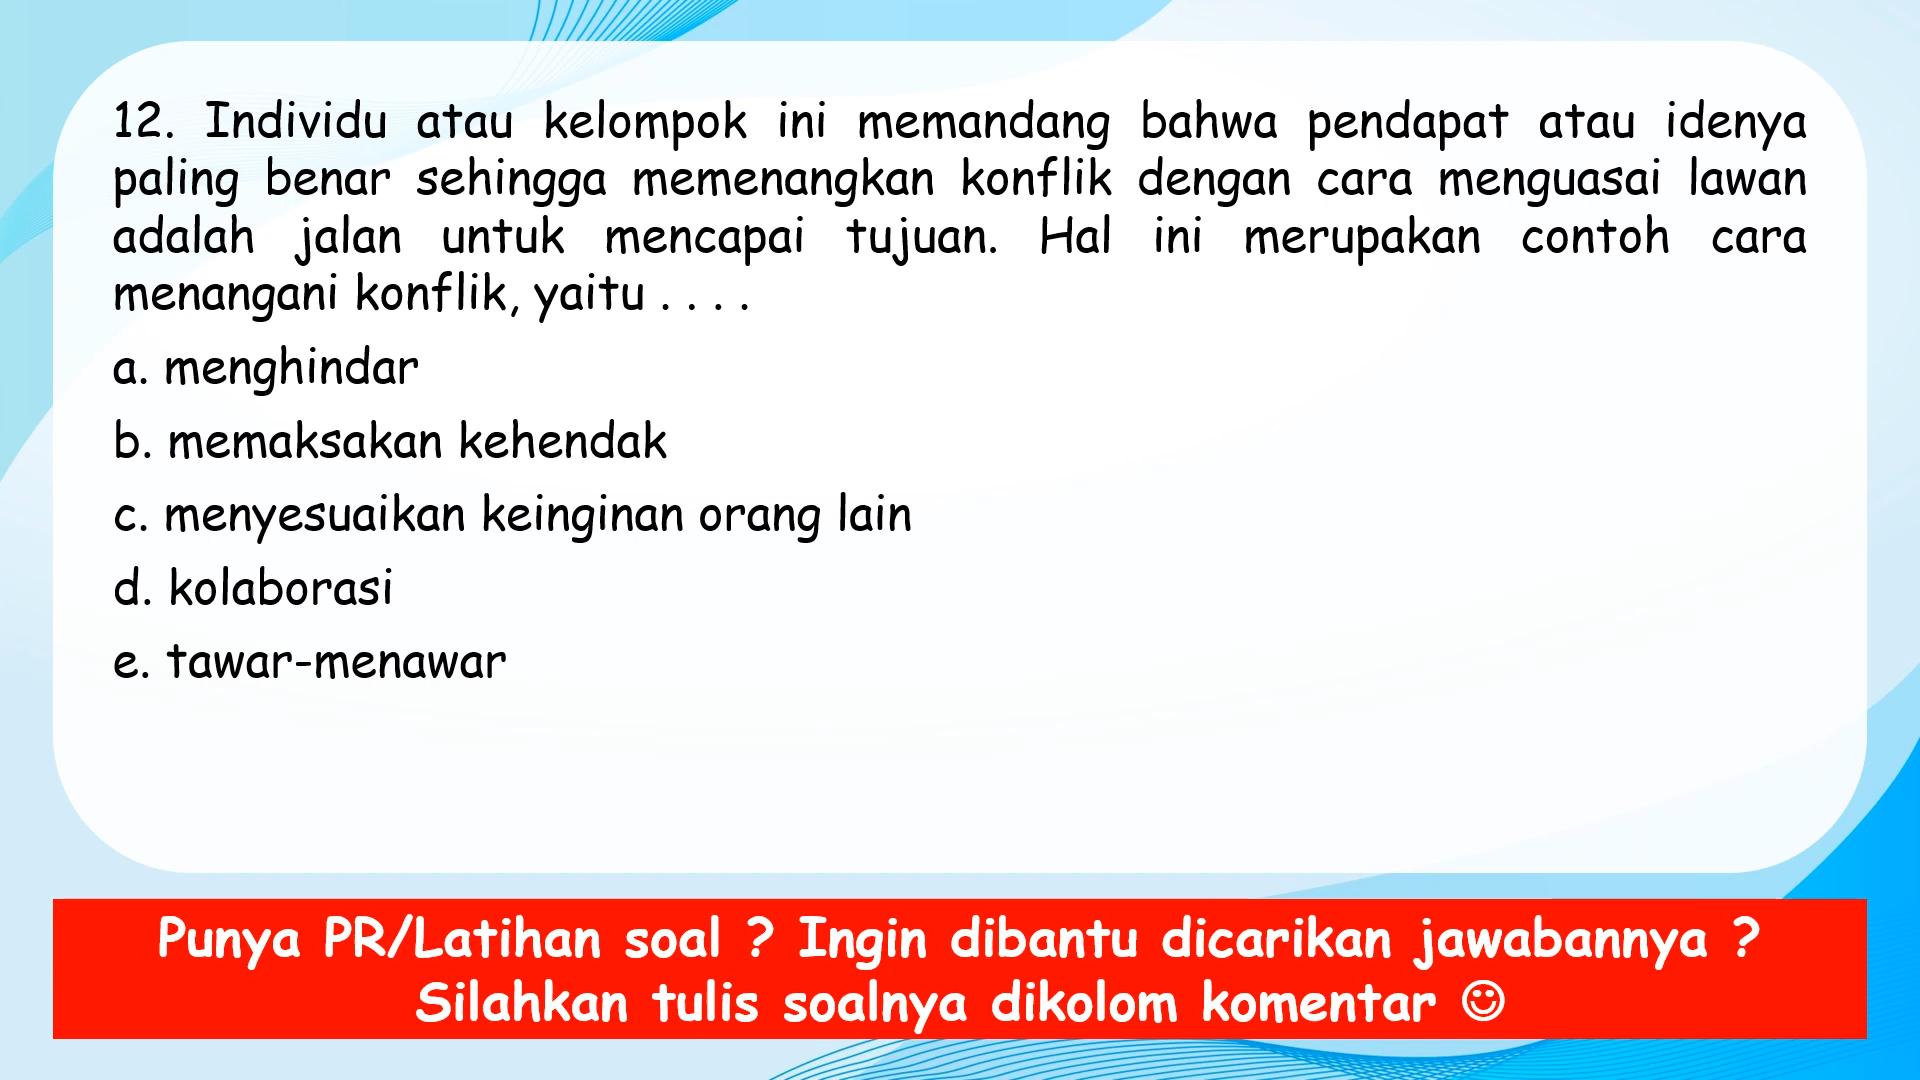 12. Individu atau kelompok ini memandang bahwa pendapat atau idenya
paling benar sehingga memenangkan konflik dengan cara menguasai lawan
adalah jalan untuk mencapai tujuan. Hal ini merupakan contoh cara
menangani konflik, yaitu . . . .
a. menghindar
b. memaksakan kehendak
c. menyesuaikan keinginan orang lain
d. kolaborasi
e. tawar-menawar
Punya PR/Latihan soal ? Ingin dibantu dicarikan jawabannya ?
Silahkan tulis soalnya dikolom komentar ☺